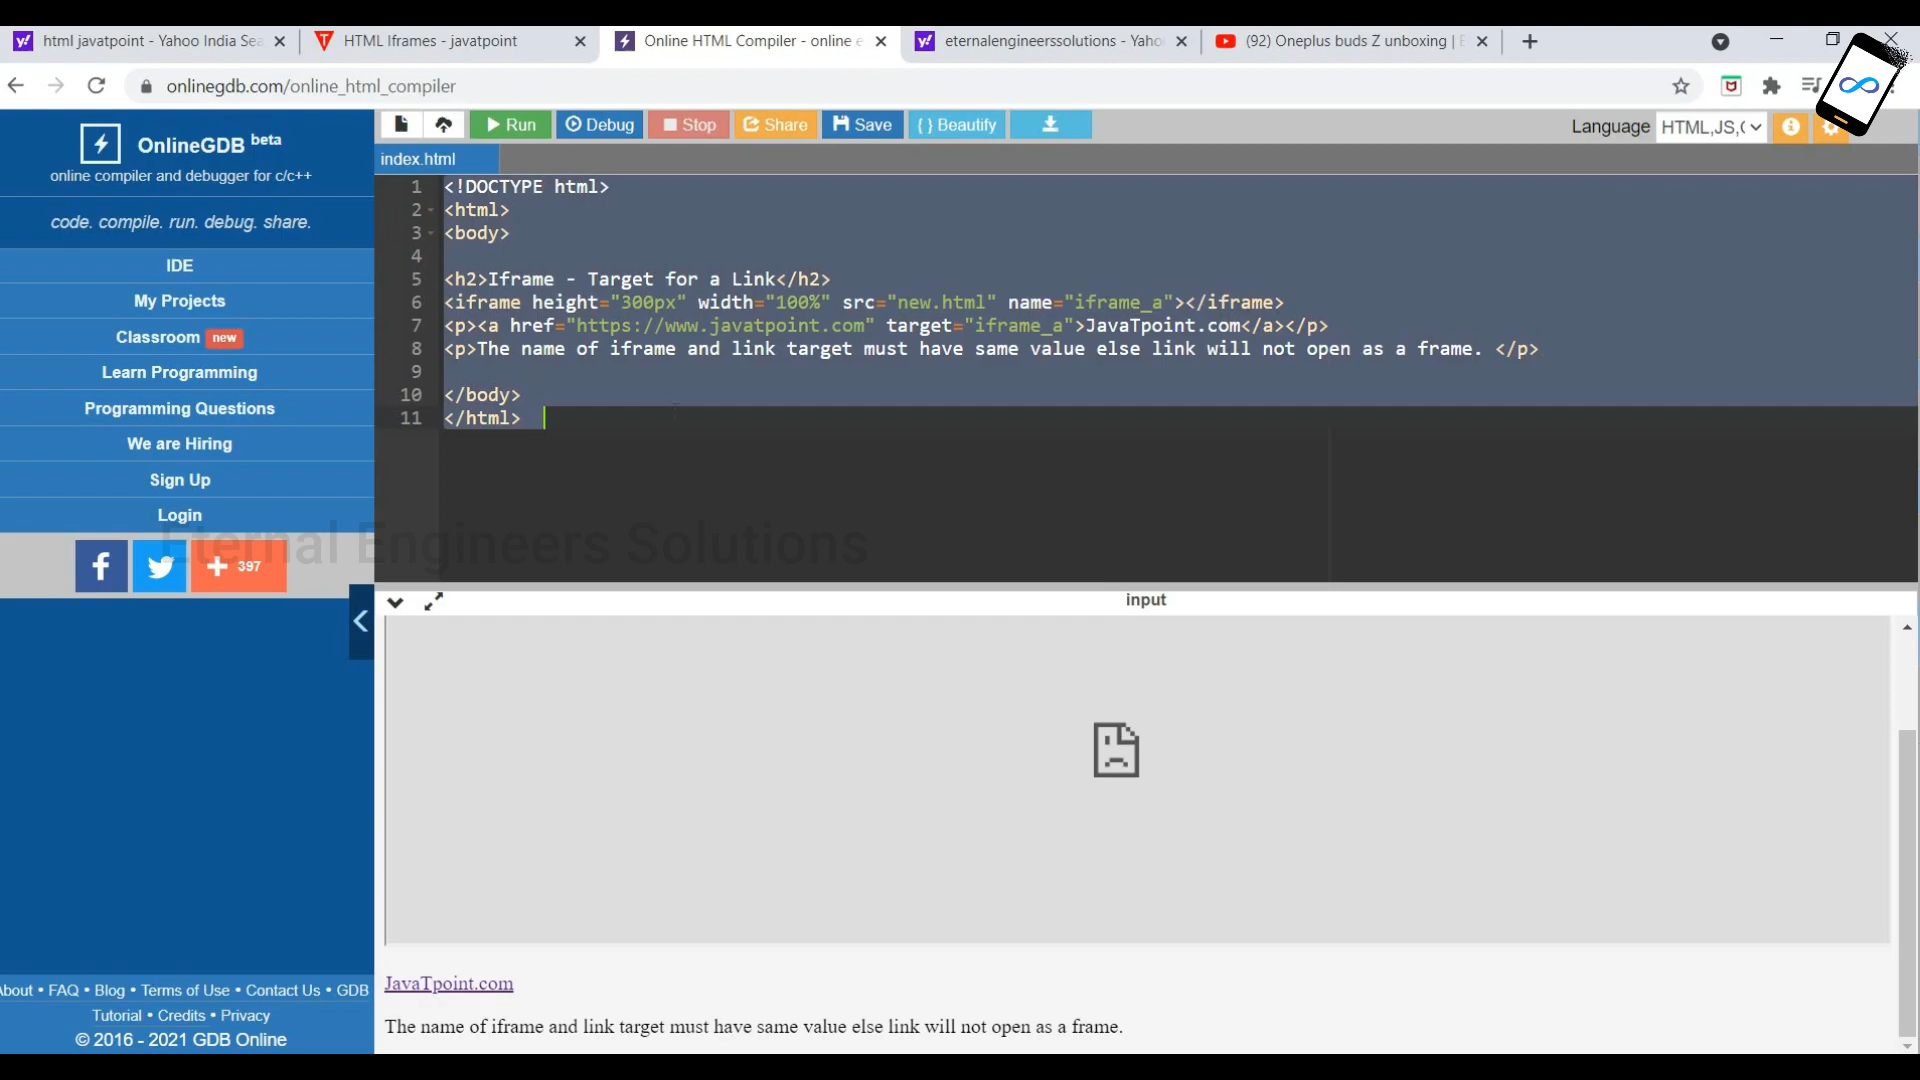 html javatpoint - Yahoo India Sea
HTML Iframes - javatpoint
Online HTML Compiler - online e
eternalengineerssolutions - Yaho
(92) Oneplus buds Z unboxing | E
onlinegdb.com/online_html_compiler
OnlineGDB beta
online compiler and debugger for c/c++
code. compile. run. debug. share.
IDE
My Projects
Classroom new
Learn Programming
Programming Questions
We are Hiring
Sign Up
Login
397
About • FAQ • Blog • Terms of Use • Contact Us • GDB
Tutorial • Credits • Privacy
© 2016 - 2021 GDB Online
Run Debug Stop Share Save { } Beautify
Language HTML,JS,C
index.html
1 <!DOCTYPE html>
2 <html>
3 <body>
4
5 <h2>Iframe - Target for a Link</h2>
6 <iframe height="300px" width="100%" src="new.html" name="iframe_a"></iframe>
7 <p><a href="https://www.javatpoint.com" target="iframe_a">JavaTpoint.com</a></p>
8 <p>The name of iframe and link target must have same value else link will not open as a frame. </p>
9
10 </body>
11 </html>
Eternal Engineers Solutions
input
JavaTpoint.com
The name of iframe and link target must have same value else link will not open as a frame.